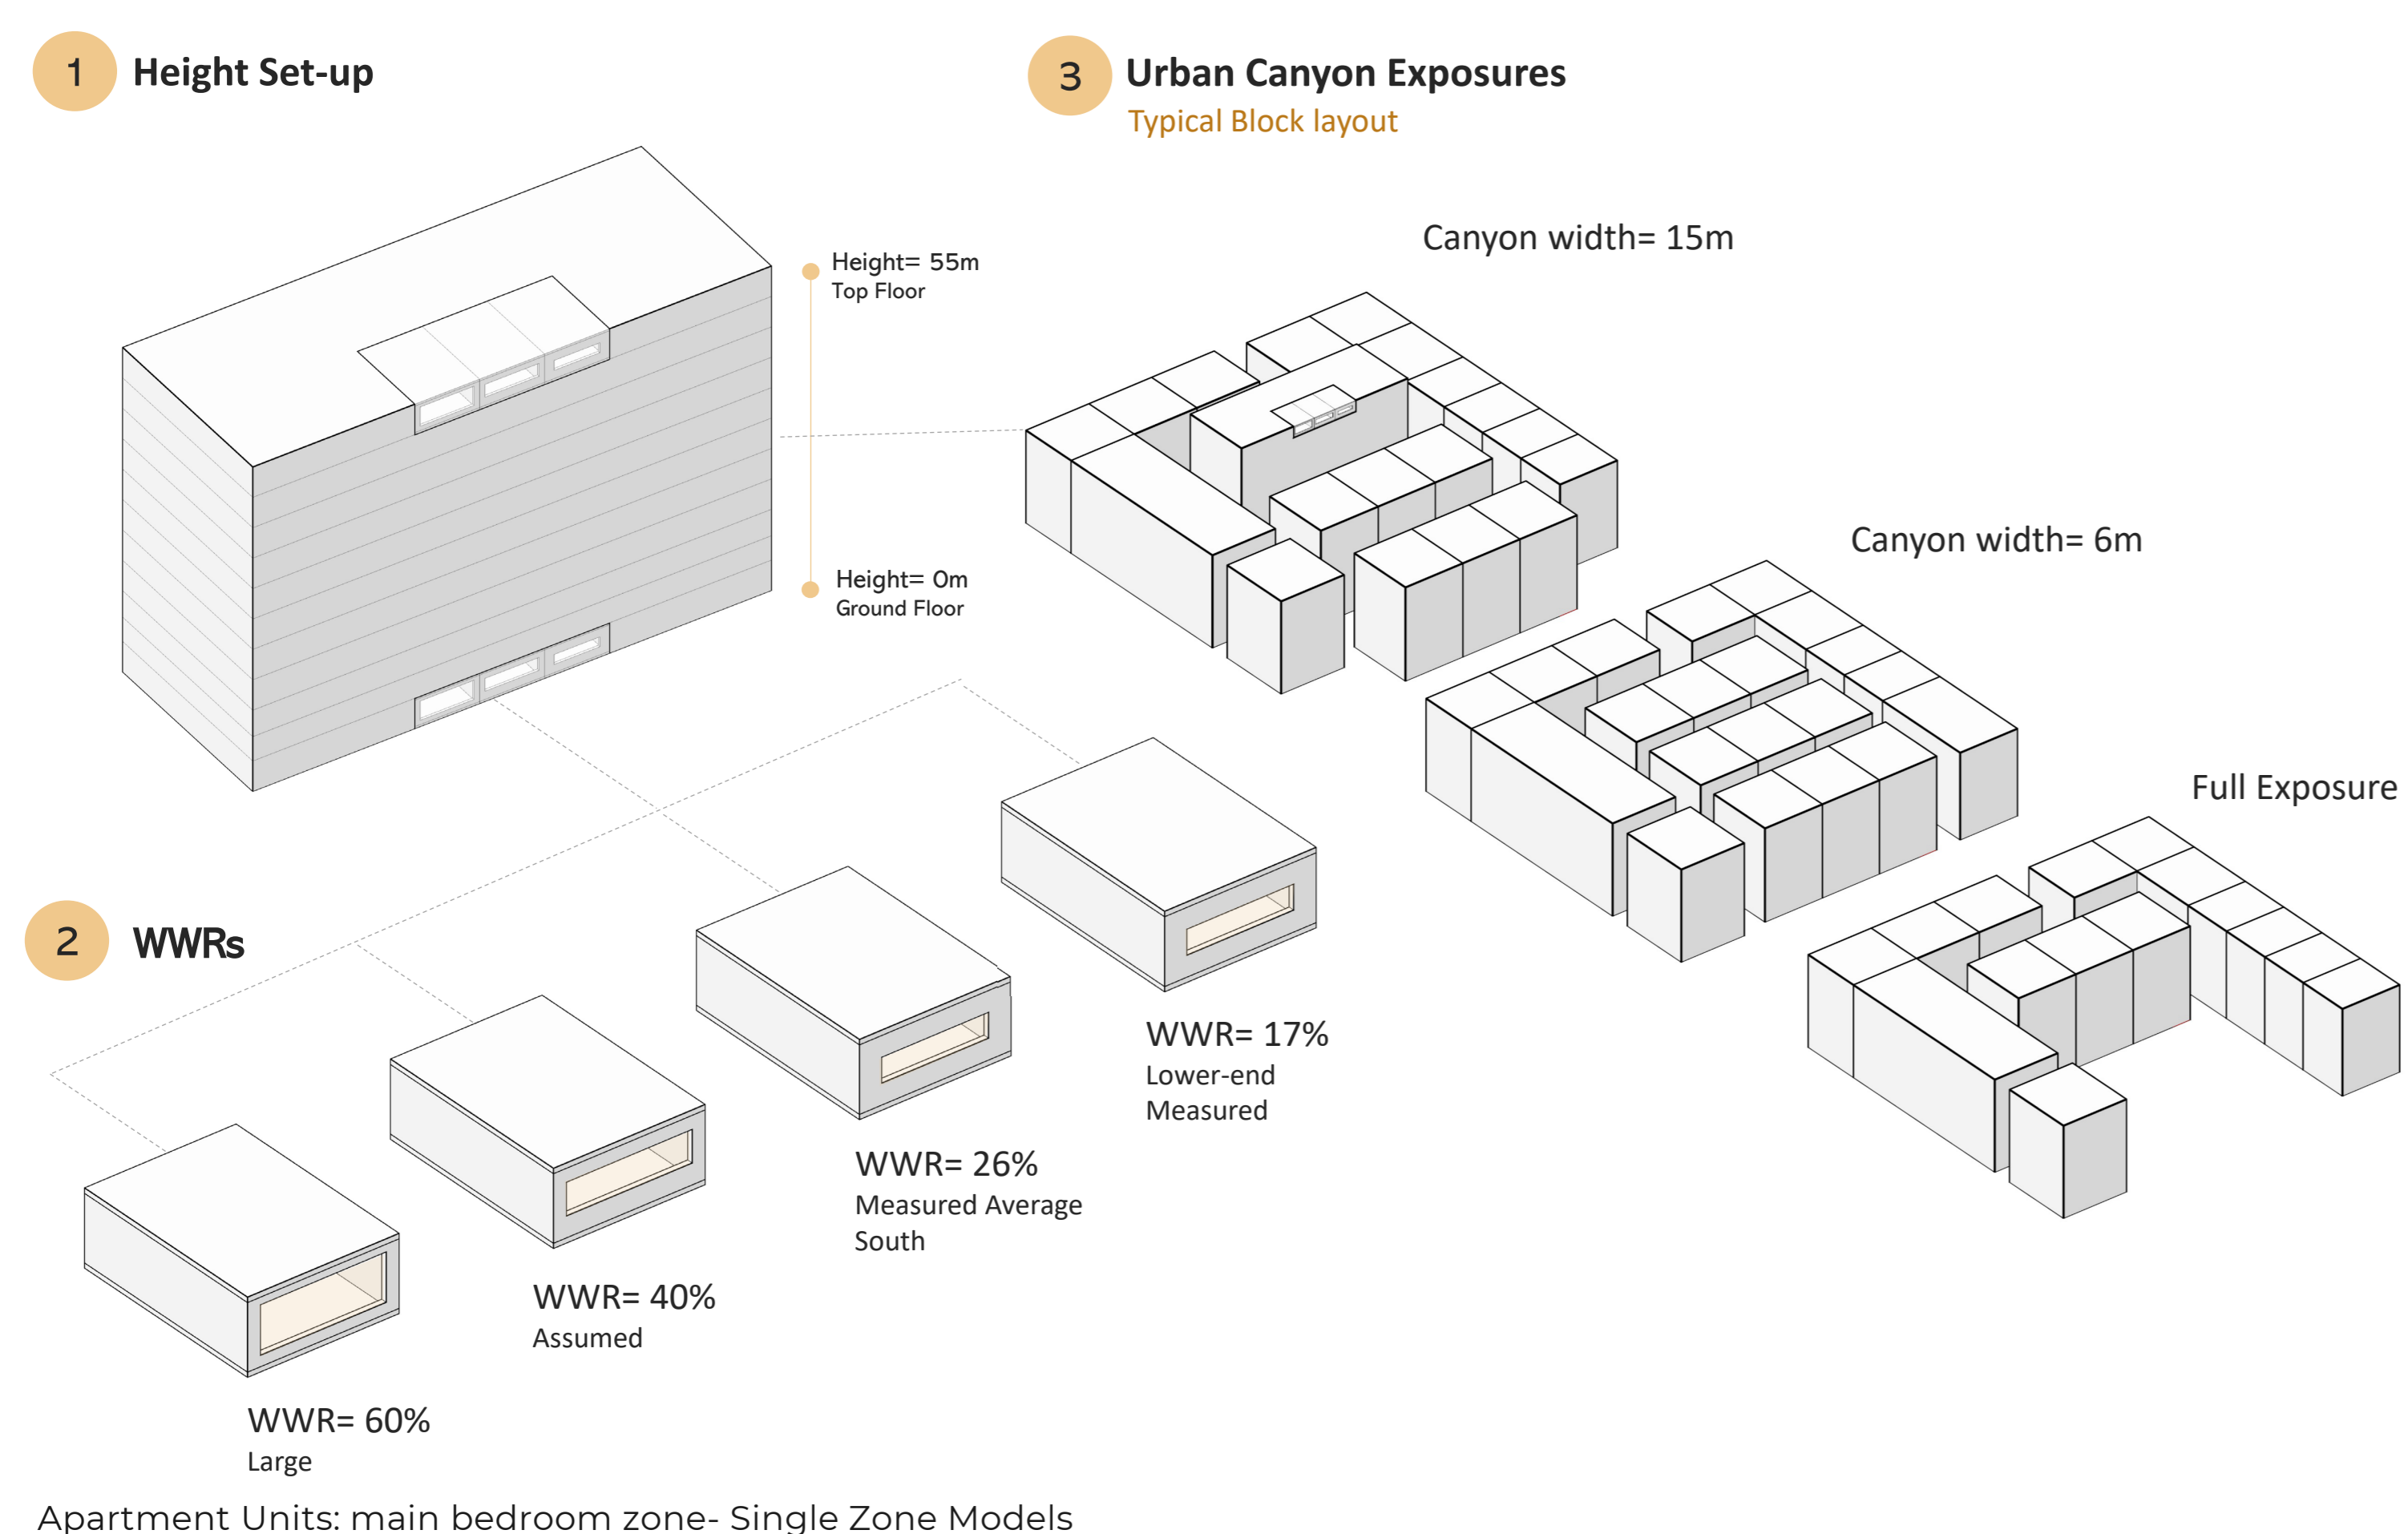 1
Height Set-up
Height= 55m
Top Floor
Height= 0m
Ground Floor
2
WWRs
WWR= 60%
Large
WWR= 40%
Assumed
WWR= 26%
Measured Average
South
WWR= 17%
Lower-end
Measured
3
Urban Canyon Exposures
Typical Block layout
Canyon width= 15m
Canyon width= 6m
Full Exposure
Apartment Units: main bedroom zone- Single Zone Models